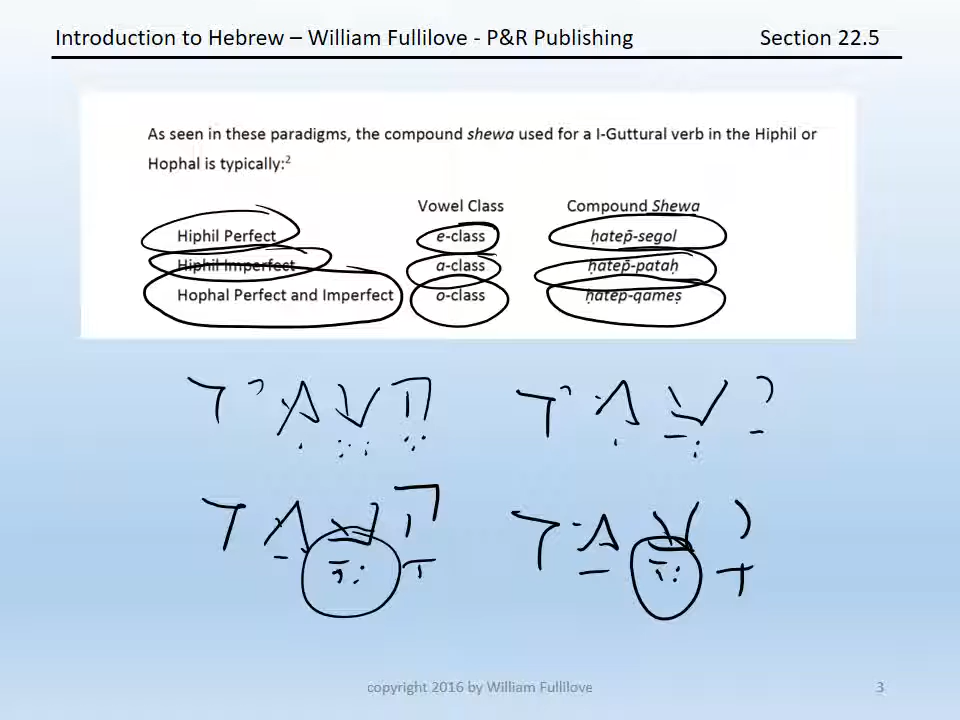 Introduction to Hebrew – William Fullilove - P&R Publishing Section 22.5
As seen in these paradigms, the compound shewa used for a I-Guttural verb in the Hiphil or
Hophal is typically:²
Vowel Class Compound Shewa
Hiphil Perfect e-class ḥatep̄-segol
Hiphil Imperfect a-class ḥatep̄-pataḥ
Hophal Perfect and Imperfect o-class ḥatep̄-qameṣ
יַעֲמִיד הֶעֱמִיד
יָעֳמַד הָעֳמַד
copyright 2016 by William Fullilove 3